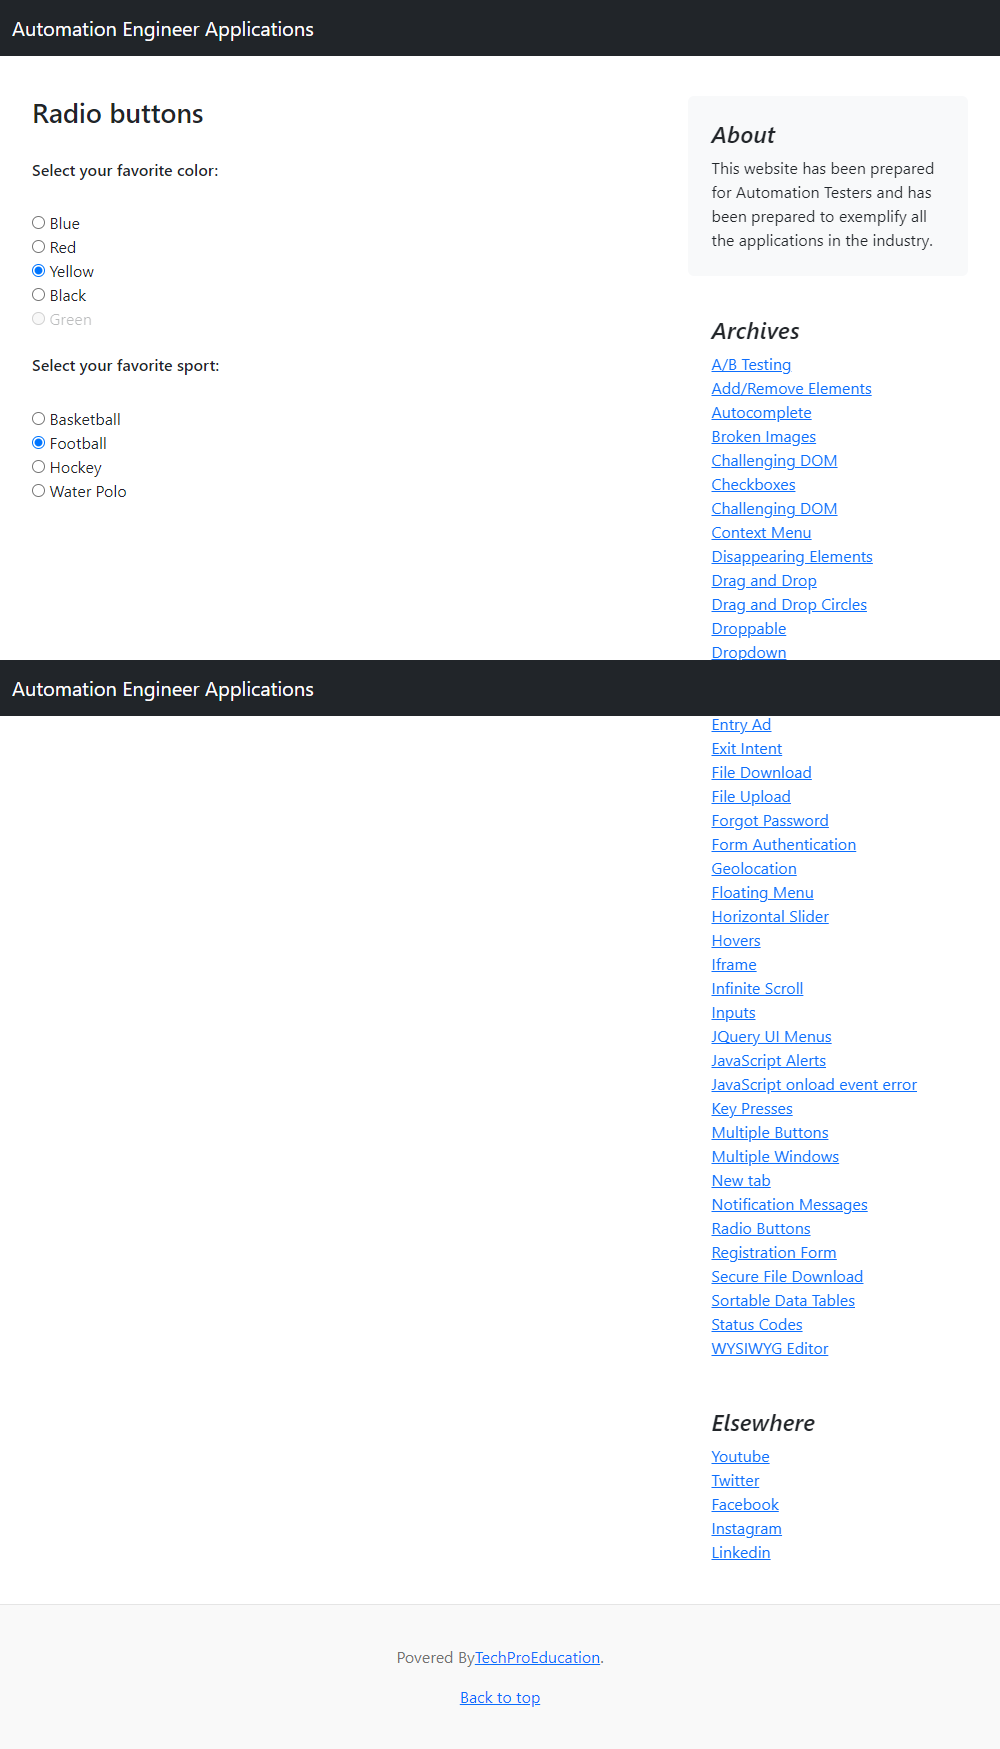 Automation Engineer Applications
Radio buttons
Select your favorite color:
Blue
Red
Yellow
Black
Green
Select your favorite sport:
Basketball
Football
Hockey
Water Polo
About
This website has been prepared
for Automation Testers and has
been prepared to exemplify all
the applications in the industry.
Archives
A/B Testing
Add/Remove Elements
Autocomplete
Broken Images
Challenging DOM
Checkboxes
Challenging DOM
Context Menu
Disappearing Elements
Drag and Drop
Drag and Drop Circles
Droppable
Dropdown
Automation Engineer Applications
Entry Ad
Exit Intent
File Download
File Upload
Forgot Password
Form Authentication
Geolocation
Floating Menu
Horizontal Slider
Hovers
Iframe
Infinite Scroll
Inputs
JQuery UI Menus
JavaScript Alerts
JavaScript onload event error
Key Presses
Multiple Buttons
Multiple Windows
New tab
Notification Messages
Radio Buttons
Registration Form
Secure File Download
Sortable Data Tables
Status Codes
WYSIWYG Editor
Elsewhere
Youtube
Twitter
Facebook
Instagram
Linkedin
Povered ByTechProEducation.
Back to top